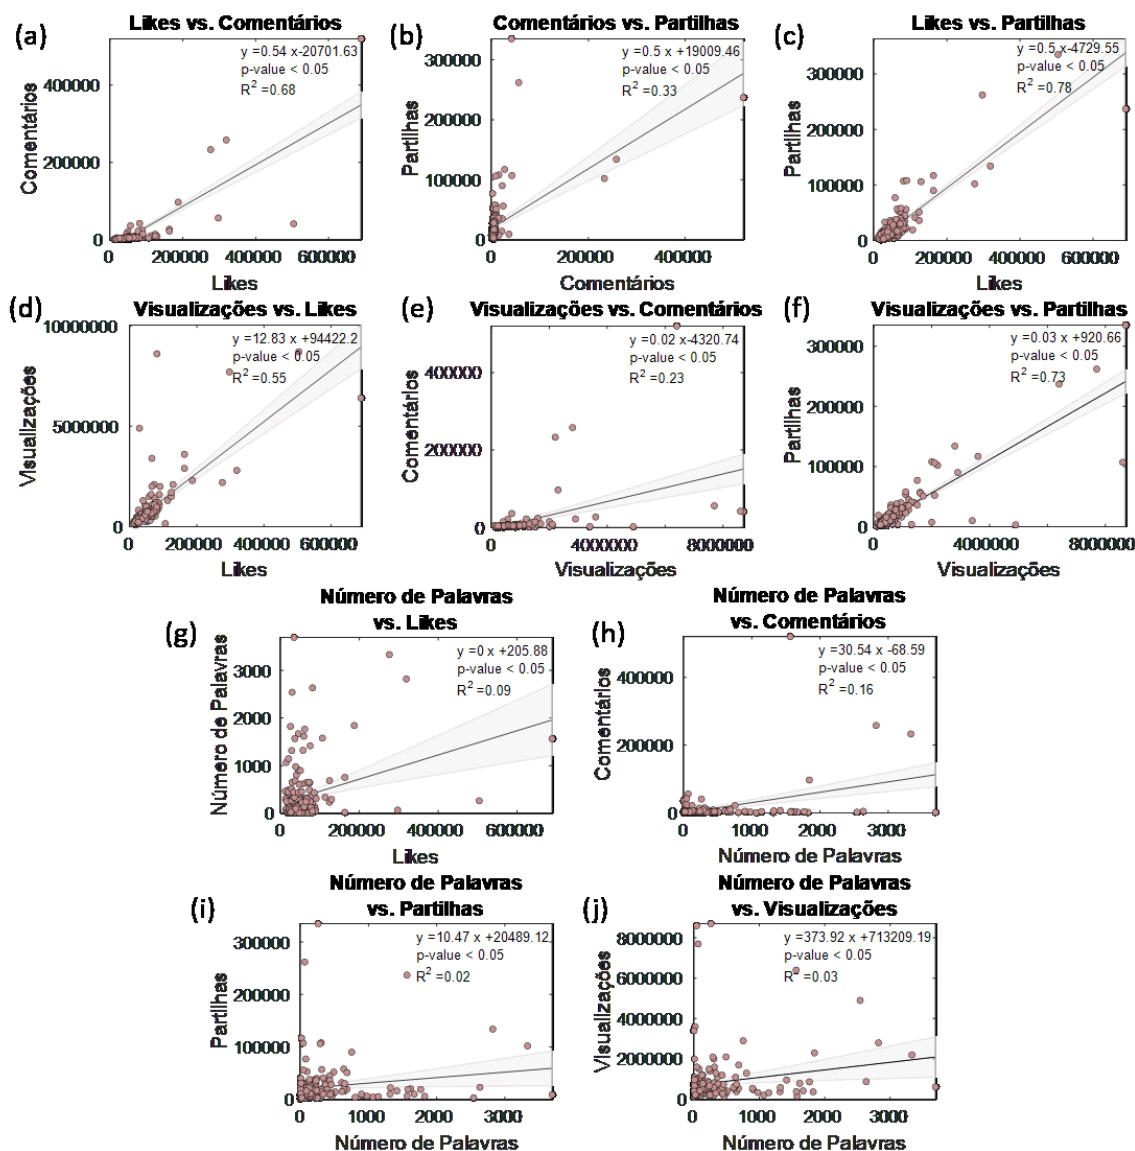 (a)
Likes vs. Comentários
y =0.54 x-20701.63
p-value < 0.05
R² =0.68
Comentários
400000
200000
0
0 200000 400000 600000
Likes
(b)
Comentários vs. Partilhas
y =0.5 x +19009.46
p-value < 0.05
R² =0.33
Partilhas
300000
200000
100000
0
0 200000 400000
Comentários
(c)
Likes vs. Partilhas
y =0.5 x-4729.55
p-value < 0.05
R² =0.78
Partilhas
300000
200000
100000
0
0 200000 400000 600000
Likes
(d)
Visualizações vs. Likes
y =12.83 x +94422.2
p-value < 0.05
R² =0.55
Visualizações
10000000
5000000
0
0 200000 400000 600000
Likes
(e)
Visualizações vs. Comentários
y =0.02 x-4320.74
p-value < 0.05
R² =0.23
Comentários
400000
200000
0
0 4000000 8000000
Visualizações
(f)
Visualizações vs. Partilhas
y =0.03 x +920.66
p-value < 0.05
R² =0.73
Partilhas
300000
200000
100000
0
0 4000000 8000000
Visualizações
(g)
Número de Palavras
vs. Likes
y =0 x +205.88
p-value < 0.05
R² =0.09
Número de Palavras
3000
2000
1000
0
0 200000 400000 600000
Likes
(h)
Número de Palavras
vs. Comentários
y =30.54 x -68.59
p-value < 0.05
R² =0.16
Comentários
400000
200000
0
0 1000 2000 3000
Número de Palavras
(i)
Número de Palavras
vs. Partilhas
y =10.47 x +20489.12
p-value < 0.05
R² =0.02
Partilhas
300000
200000
100000
0
0 1000 2000 3000
Número de Palavras
(j)
Número de Palavras
vs. Visualizações
y =373.92 x +713209.19
p-value < 0.05
R² =0.03
Visualizações
8000000
6000000
4000000
2000000
0
0 1000 2000 3000
Número de Palavras